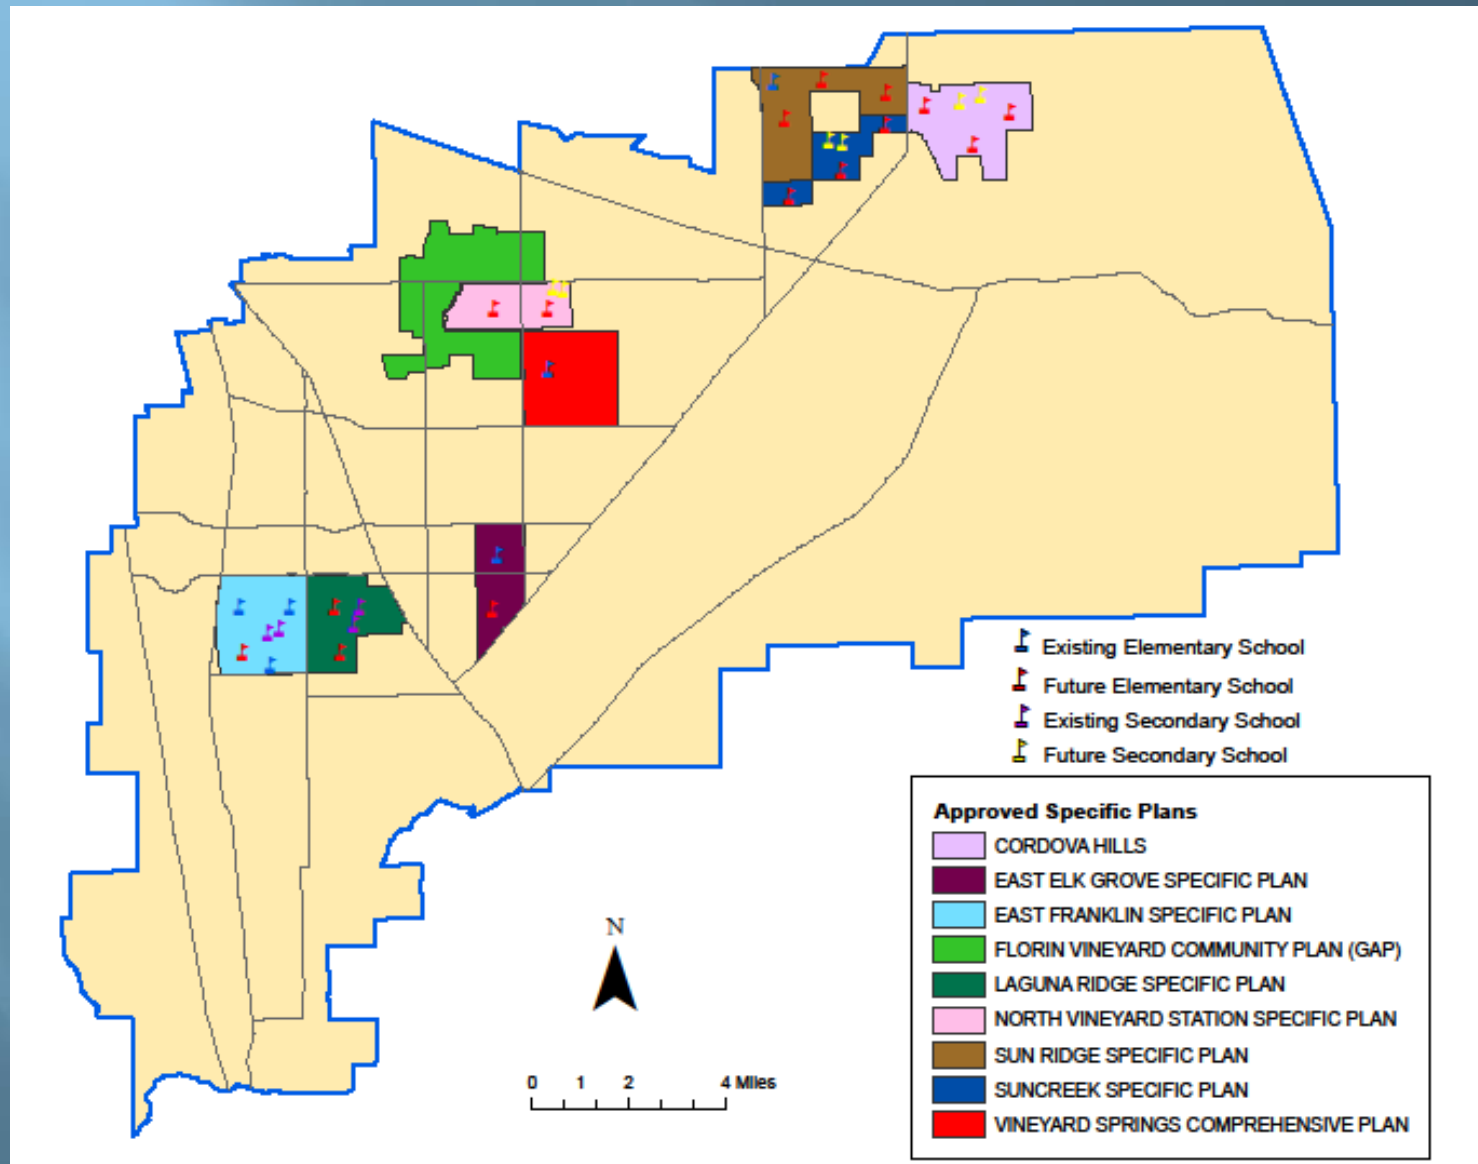 Existing Elementary School
Future Elementary School
Existing Secondary School
Future Secondary School
Approved Specific Plans
CORDOVA HILLS
EAST ELK GROVE SPECIFIC PLAN
EAST FRANKLIN SPECIFIC PLAN
FLORIN VINEYARD COMMUNITY PLAN (GAP)
LAGUNA RIDGE SPECIFIC PLAN
NORTH VINEYARD STATION SPECIFIC PLAN
SUN RIDGE SPECIFIC PLAN
SUNCREEK SPECIFIC PLAN
VINEYARD SPRINGS COMPREHENSIVE PLAN
N
0 1 2 4 Miles